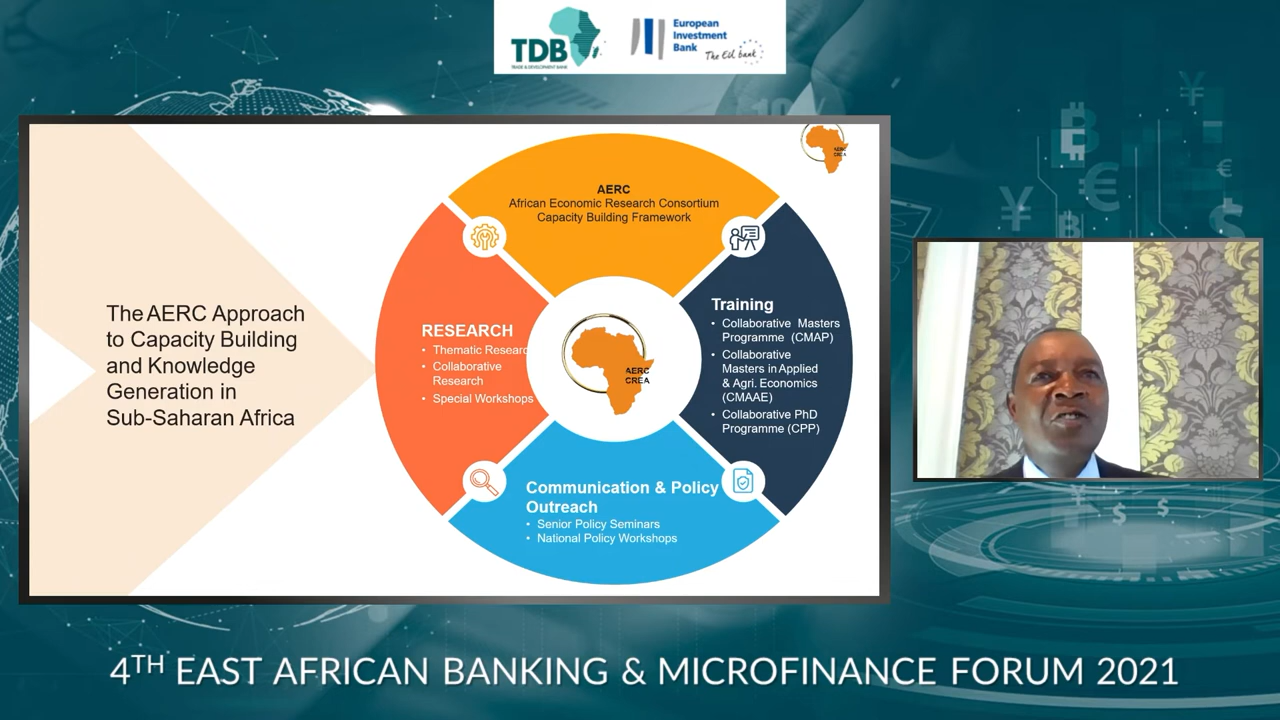 TDB
TRADE & DEVELOPMENT BANK
European
Investment
Bank
The EU bank
AERC
CREA
The AERC Approach
to Capacity Building
and Knowledge
Generation in
Sub-Saharan Africa
AERC
African Economic Research Consortium
Capacity Building Framework
RESEARCH
• Thematic Researc
• Collaborative
Research
• Special Workshops
AERC
CREA
Training
• Collaborative Masters
Programme (CMAP)
• Collaborative
Masters in Applied
& Agri. Economics
(CMAAE)
• Collaborative PhD
Programme (CPP)
Communication & Policy
Outreach
• Senior Policy Seminars
• National Policy Workshops
4TH EAST AFRICAN BANKING & MICROFINANCE FORUM 2021